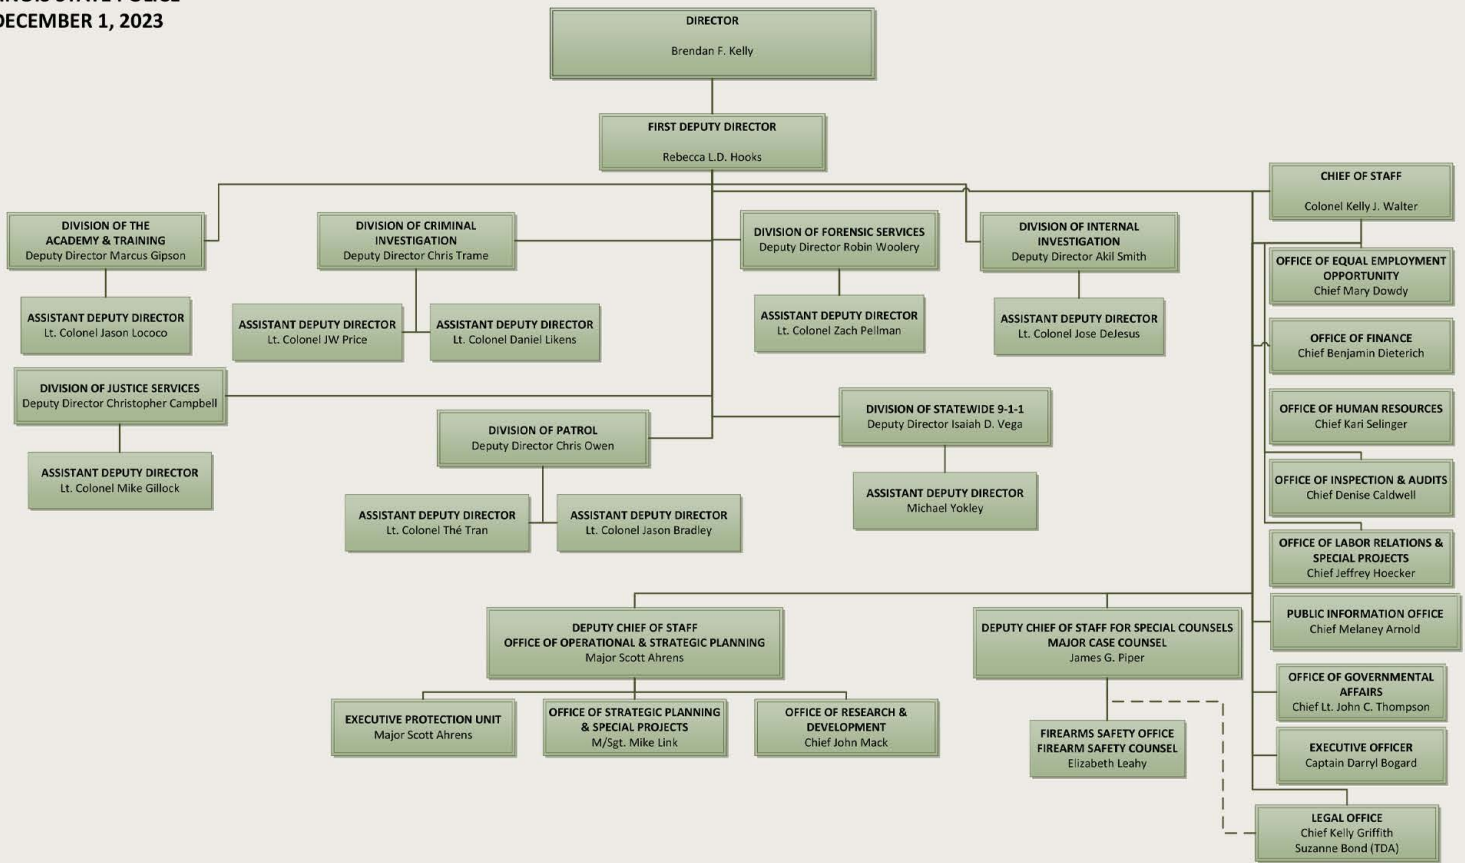 DECEMBER 1, 2023
DIRECTOR
Brendan F. Kelly
FIRST DEPUTY DIRECTOR
Rebecca L.D. Hooks
CHIEF OF STAFF
Colonel Kelly J. Walter
DIVISION OF THE
ACADEMY & TRAINING
Deputy Director Marcus Gipson
ASSISTANT DEPUTY DIRECTOR
Lt. Colonel Jason Lococo
DIVISION OF CRIMINAL
INVESTIGATION
Deputy Director Chris Trame
ASSISTANT DEPUTY DIRECTOR
Lt. Colonel JW Price
ASSISTANT DEPUTY DIRECTOR
Lt. Colonel Daniel Likens
DIVISION OF FORENSIC SERVICES
Deputy Director Robin Woolery
ASSISTANT DEPUTY DIRECTOR
Lt. Colonel Zach Pellman
DIVISION OF INTERNAL
INVESTIGATION
Deputy Director Akil Smith
ASSISTANT DEPUTY DIRECTOR
Lt. Colonel Jose DeJesus
DIVISION OF JUSTICE SERVICES
Deputy Director Christopher Campbell
ASSISTANT DEPUTY DIRECTOR
Lt. Colonel Mike Gillock
DIVISION OF PATROL
Deputy Director Chris Owen
ASSISTANT DEPUTY DIRECTOR
Lt. Colonel Thé Tran
ASSISTANT DEPUTY DIRECTOR
Lt. Colonel Jason Bradley
DIVISION OF STATEWIDE 9-1-1
Deputy Director Isaiah D. Vega
ASSISTANT DEPUTY DIRECTOR
Michael Yokley
OFFICE OF EQUAL EMPLOYMENT
OPPORTUNITY
Chief Mary Dowdy
OFFICE OF FINANCE
Chief Benjamin Dieterich
OFFICE OF HUMAN RESOURCES
Chief Kari Selinger
OFFICE OF INSPECTION & AUDITS
Chief Denise Caldwell
OFFICE OF LABOR RELATIONS &
SPECIAL PROJECTS
Chief Jeffrey Hoecker
PUBLIC INFORMATION OFFICE
Chief Melaney Arnold
OFFICE OF GOVERNMENTAL
AFFAIRS
Chief Lt. John C. Thompson
EXECUTIVE OFFICER
Captain Darryl Bogard
LEGAL OFFICE
Chief Kelly Griffith
Suzanne Bond (TDA)
DEPUTY CHIEF OF STAFF
OFFICE OF OPERATIONAL & STRATEGIC PLANNING
Major Scott Ahrens
EXECUTIVE PROTECTION UNIT
Major Scott Ahrens
OFFICE OF STRATEGIC PLANNING
& SPECIAL PROJECTS
M/Sgt. Mike Link
OFFICE OF RESEARCH &
DEVELOPMENT
Chief John Mack
DEPUTY CHIEF OF STAFF FOR SPECIAL COUNSELS
MAJOR CASE COUNSEL
James G. Piper
FIREARMS SAFETY OFFICE
FIREARM SAFETY COUNSEL
Elizabeth Leahy